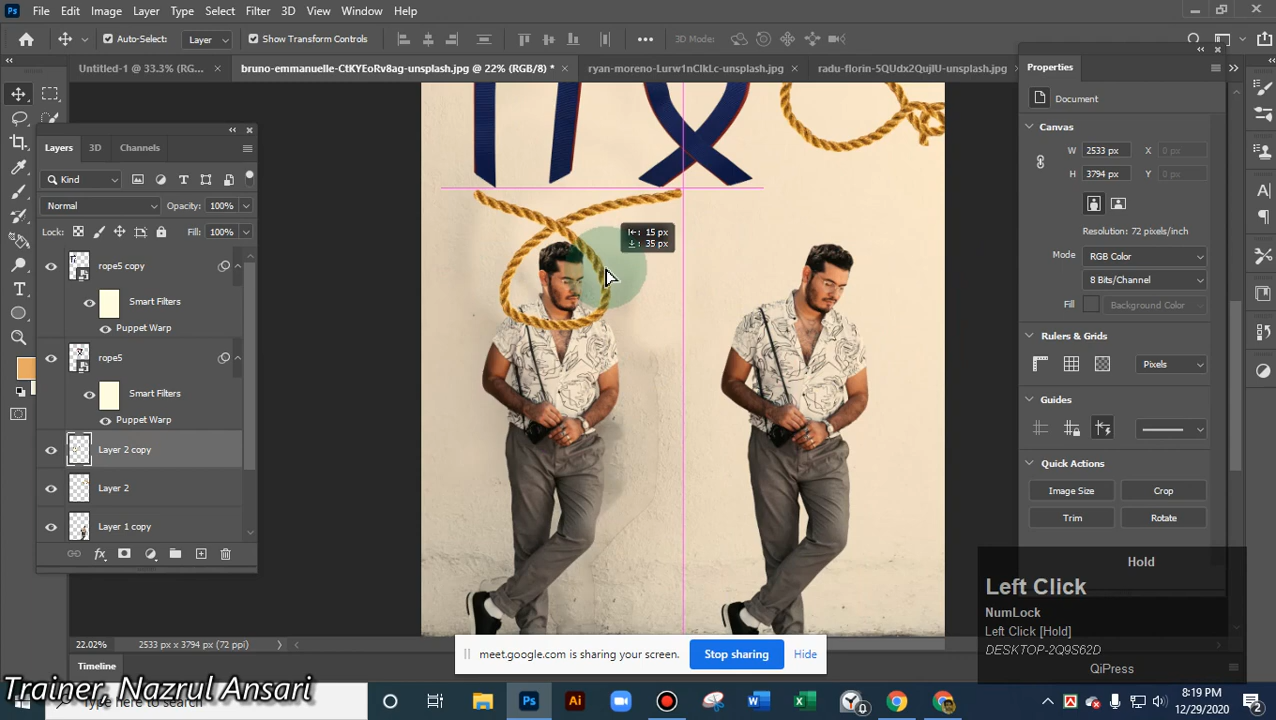 Ps File Edit Image Layer Type Select Filter 3D View Window Help
Auto-Select: Layer Show Transform Controls 3D Mode:
Untitled-1 @ 33.3% (RG... × bruno-emmanuelle-CtKYEoRv8ag-unsplash.jpg @ 22% (RGB/8) * × ryan-moreno-Lurw1nClkLc-unsplash.jpg × radu-florin-5QUdx2QujlU-unsplash.jpg
Properties
Document
Canvas
W 2533 px X 0 px
H 3794 px Y 0 px
Resolution: 72 pixels/inch
Mode RGB Color
8 Bits/Channel
Fill Background Color
Rulers & Grids
Pixels
Guides
Quick Actions
Image Size Crop
Trim Rotate
Layers 3D Channels
Kind
Normal Opacity: 100%
Lock: Fill: 100%
rope5 copy
Smart Filters
Puppet Warp
rope5
Smart Filters
Puppet Warp
Layer 2 copy
Layer 2
Layer 1 copy
15 px
35 px
Hold
Left Click
NumLock
Left Click [Hold]
DESKTOP-2Q9S62D
QiPress
22.02% 2533 px x 3794 px (72 ppi)
meet.google.com is sharing your screen. Stop sharing Hide
Timeline
Trainer, Nazrul Ansari
Type here to search
Ps Ai
8:19 PM
12/29/2020
2